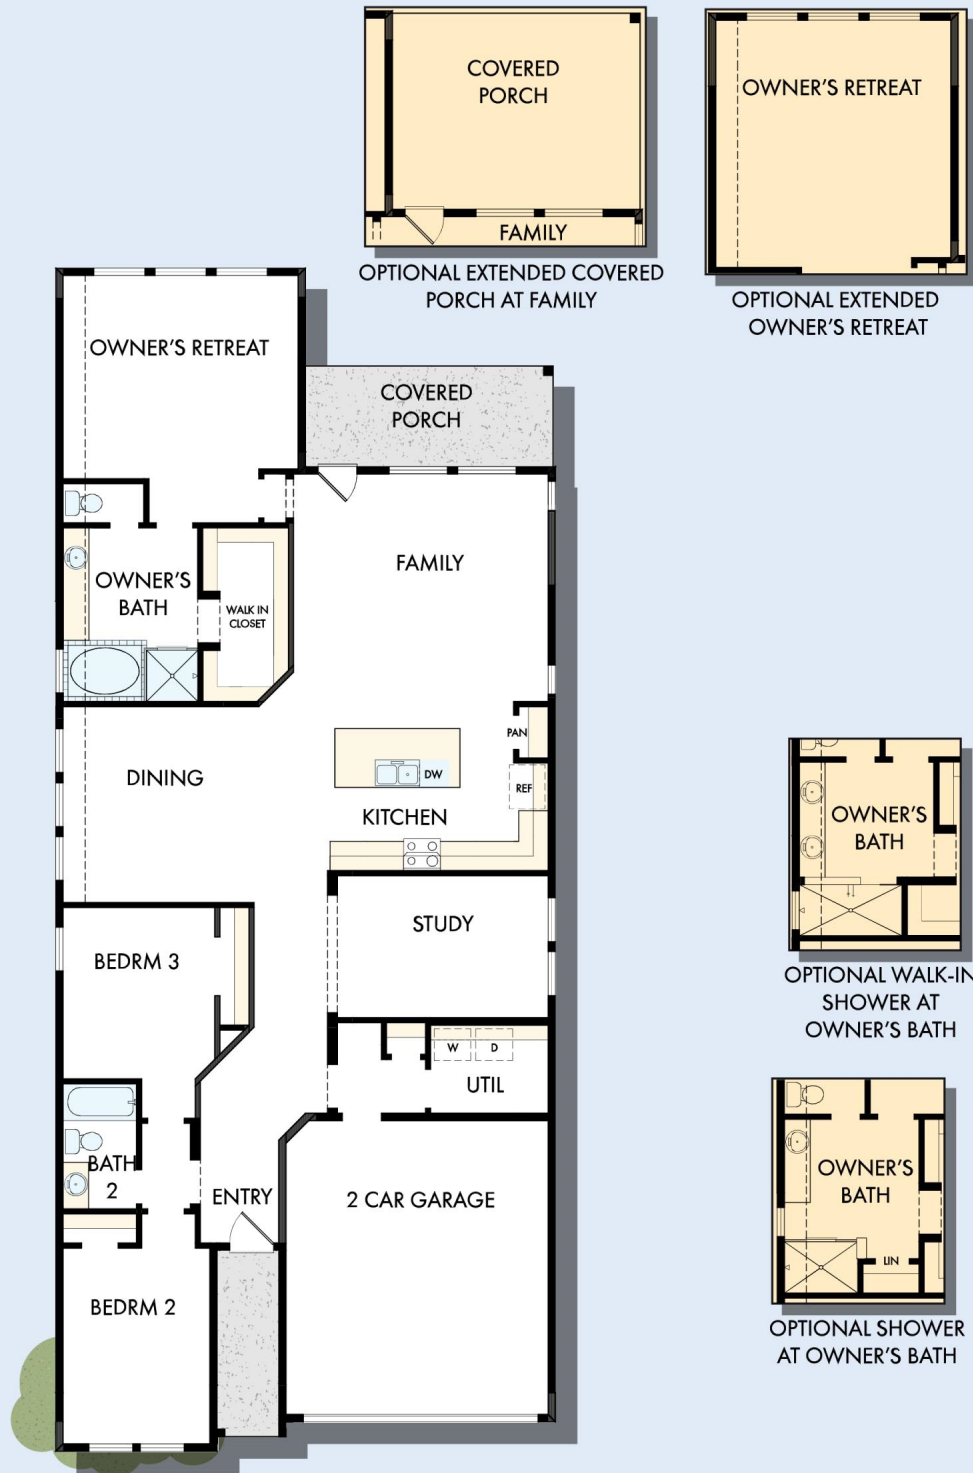 COVERED
PORCH
FAMILY
OPTIONAL EXTENDED COVERED
PORCH AT FAMILY
OWNER'S RETREAT
OPTIONAL EXTENDED
OWNER'S RETREAT
OWNER'S RETREAT
COVERED
PORCH
FAMILY
OWNER'S
BATH
WALK IN
CLOSET
PAN
DINING
DW
REF
KITCHEN
STUDY
BEDRM 3
W
D
UTIL
BATH
2
ENTRY
2 CAR GARAGE
BEDRM 2
OWNER'S
BATH
OPTIONAL WALK-IN
SHOWER AT
OWNER'S BATH
OWNER'S
BATH
LIN
OPTIONAL SHOWER
AT OWNER'S BATH